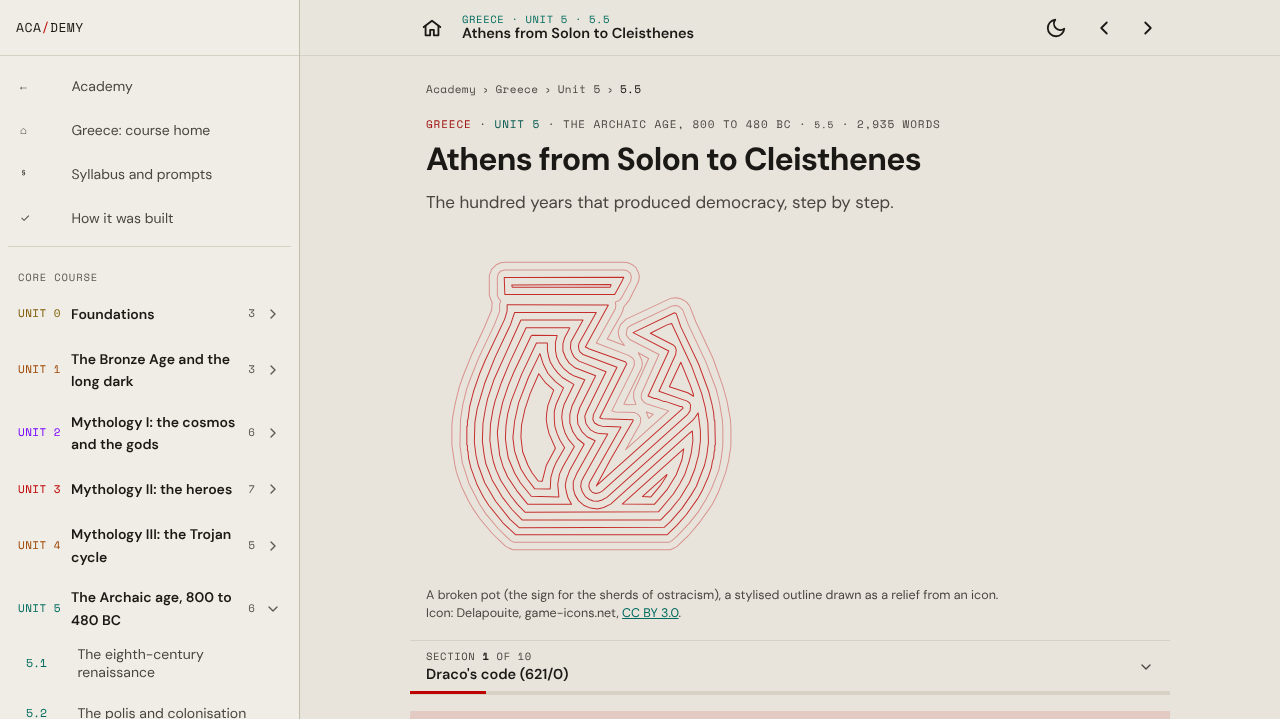 ACA/DEMY
← Academy
⌂ Greece: course home
§ Syllabus and prompts
✓ How it was built
CORE COURSE
UNIT 0 Foundations 3
UNIT 1 The Bronze Age and the long dark 3
UNIT 2 Mythology I: the cosmos and the gods 6
UNIT 3 Mythology II: the heroes 7
UNIT 4 Mythology III: the Trojan cycle 5
UNIT 5 The Archaic age, 800 to 480 BC 6
5.1 The eighth-century renaissance
5.2 The polis and colonisation
GREECE · UNIT 5 · 5.5
Athens from Solon to Cleisthenes
Academy › Greece › Unit 5 › 5.5
GREECE · UNIT 5 · THE ARCHAIC AGE, 800 TO 480 BC · 5.5 · 2,935 WORDS
Athens from Solon to Cleisthenes
The hundred years that produced democracy, step by step.
A broken pot (the sign for the sherds of ostracism), a stylised outline drawn as a relief from an icon.
Icon: Delapouite, game-icons.net, CC BY 3.0.
SECTION 1 OF 10
Draco's code (621/0)